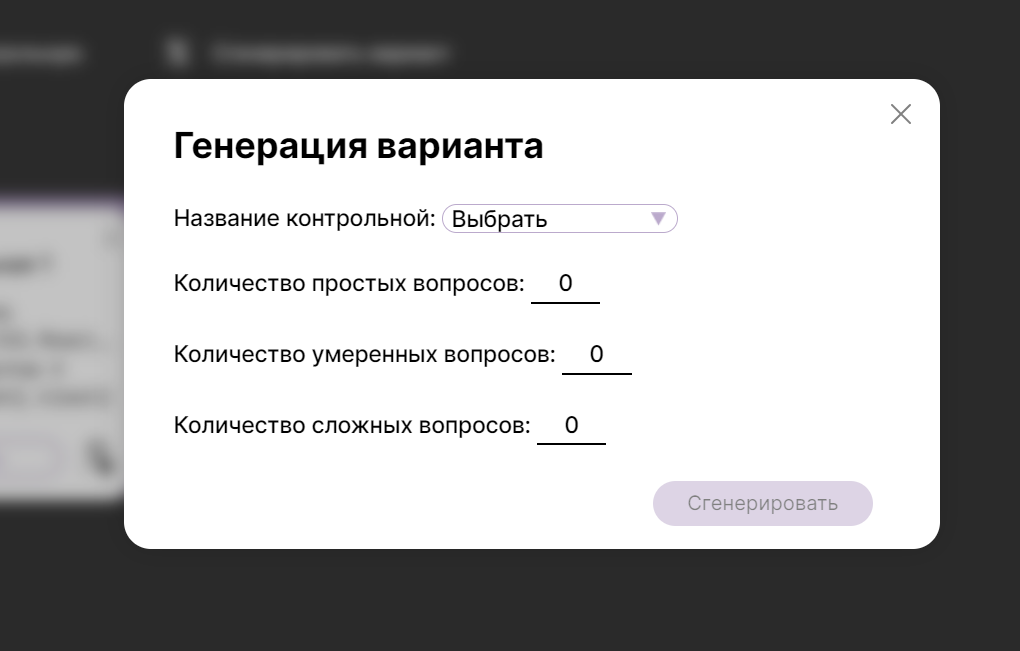 Генерация варианта
Название контрольной: Выбрать
Количество простых вопросов: 0
Количество умеренных вопросов: 0
Количество сложных вопросов: 0
Сгенерировать